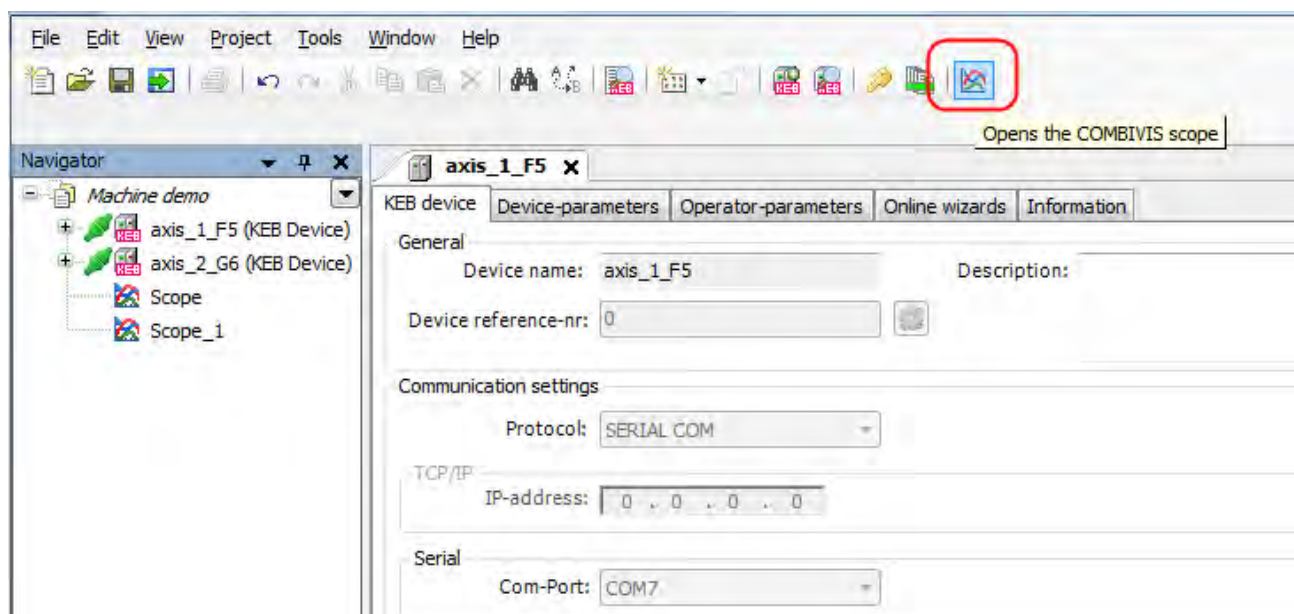 File Edit View Project Tools Window Help
Opens the COMBIVIS scope
Navigator
Machine demo
axis_1_F5 (KEB Device)
axis_2_G6 (KEB Device)
Scope
Scope_1
axis_1_F5
KEB device Device-parameters Operator-parameters Online wizards Information
General
Device name: axis_1_F5 Description:
Device reference-nr: 0
Communication settings
Protocol: SERIAL COM
TCP/IP
IP-address: 0 . 0 . 0 . 0
Serial
Com-Port: COM7